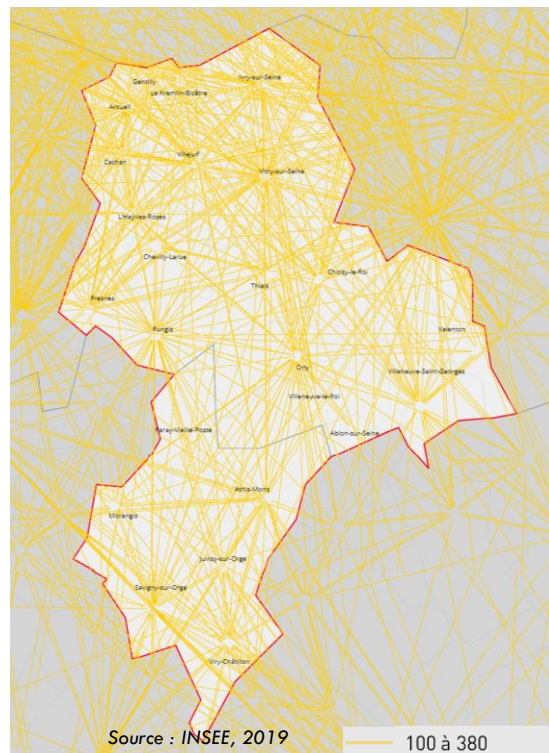 Gentilly
Ivry-sur-Seine
Le Kremlin-Bicêtre
Arcueil
Villejuif
Cachan
Vitry-sur-Seine
L'Haÿ-les-Roses
Chevilly-Larue
Choisy-le-Roi
Thiais
Fresnes
Rungis
Valenton
Orly
Villeneuve-Saint-Georges
Villeneuve-le-Roi
Paray-Vieille-Poste
Ablon-sur-Seine
Athis-Mons
Morangis
Juvisy-sur-Orge
Savigny-sur-Orge
Viry-Châtillon
Source : INSEE, 2019
100 à 380